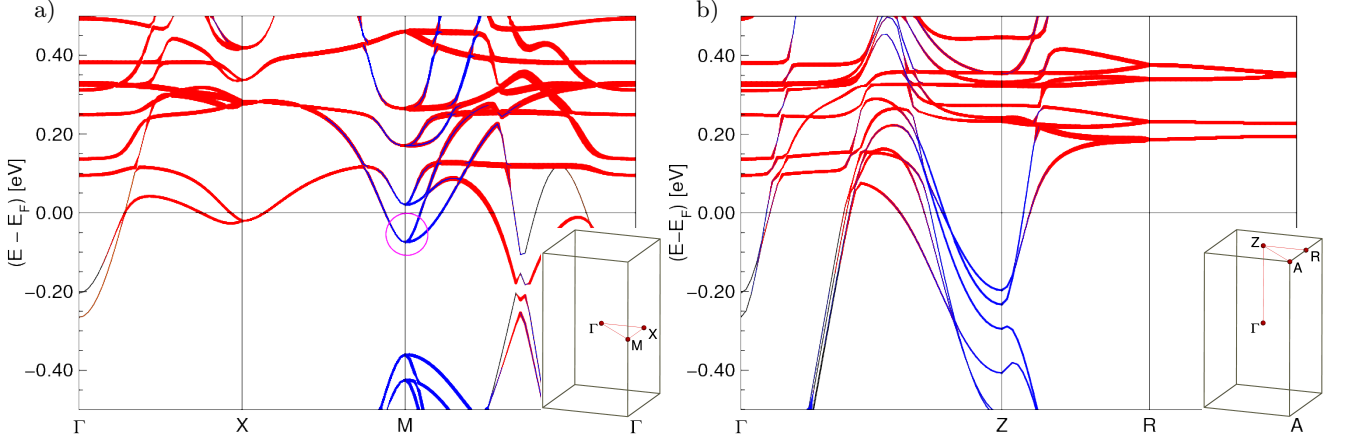 a)
(E − E_F) [eV]
0.40
0.20
0.00
−0.20
−0.40
Γ X M Γ
Γ X M
b)
(E−E_F) [eV]
0.40
0.20
0.00
−0.20
−0.40
Γ Z R A
Z R A Γ